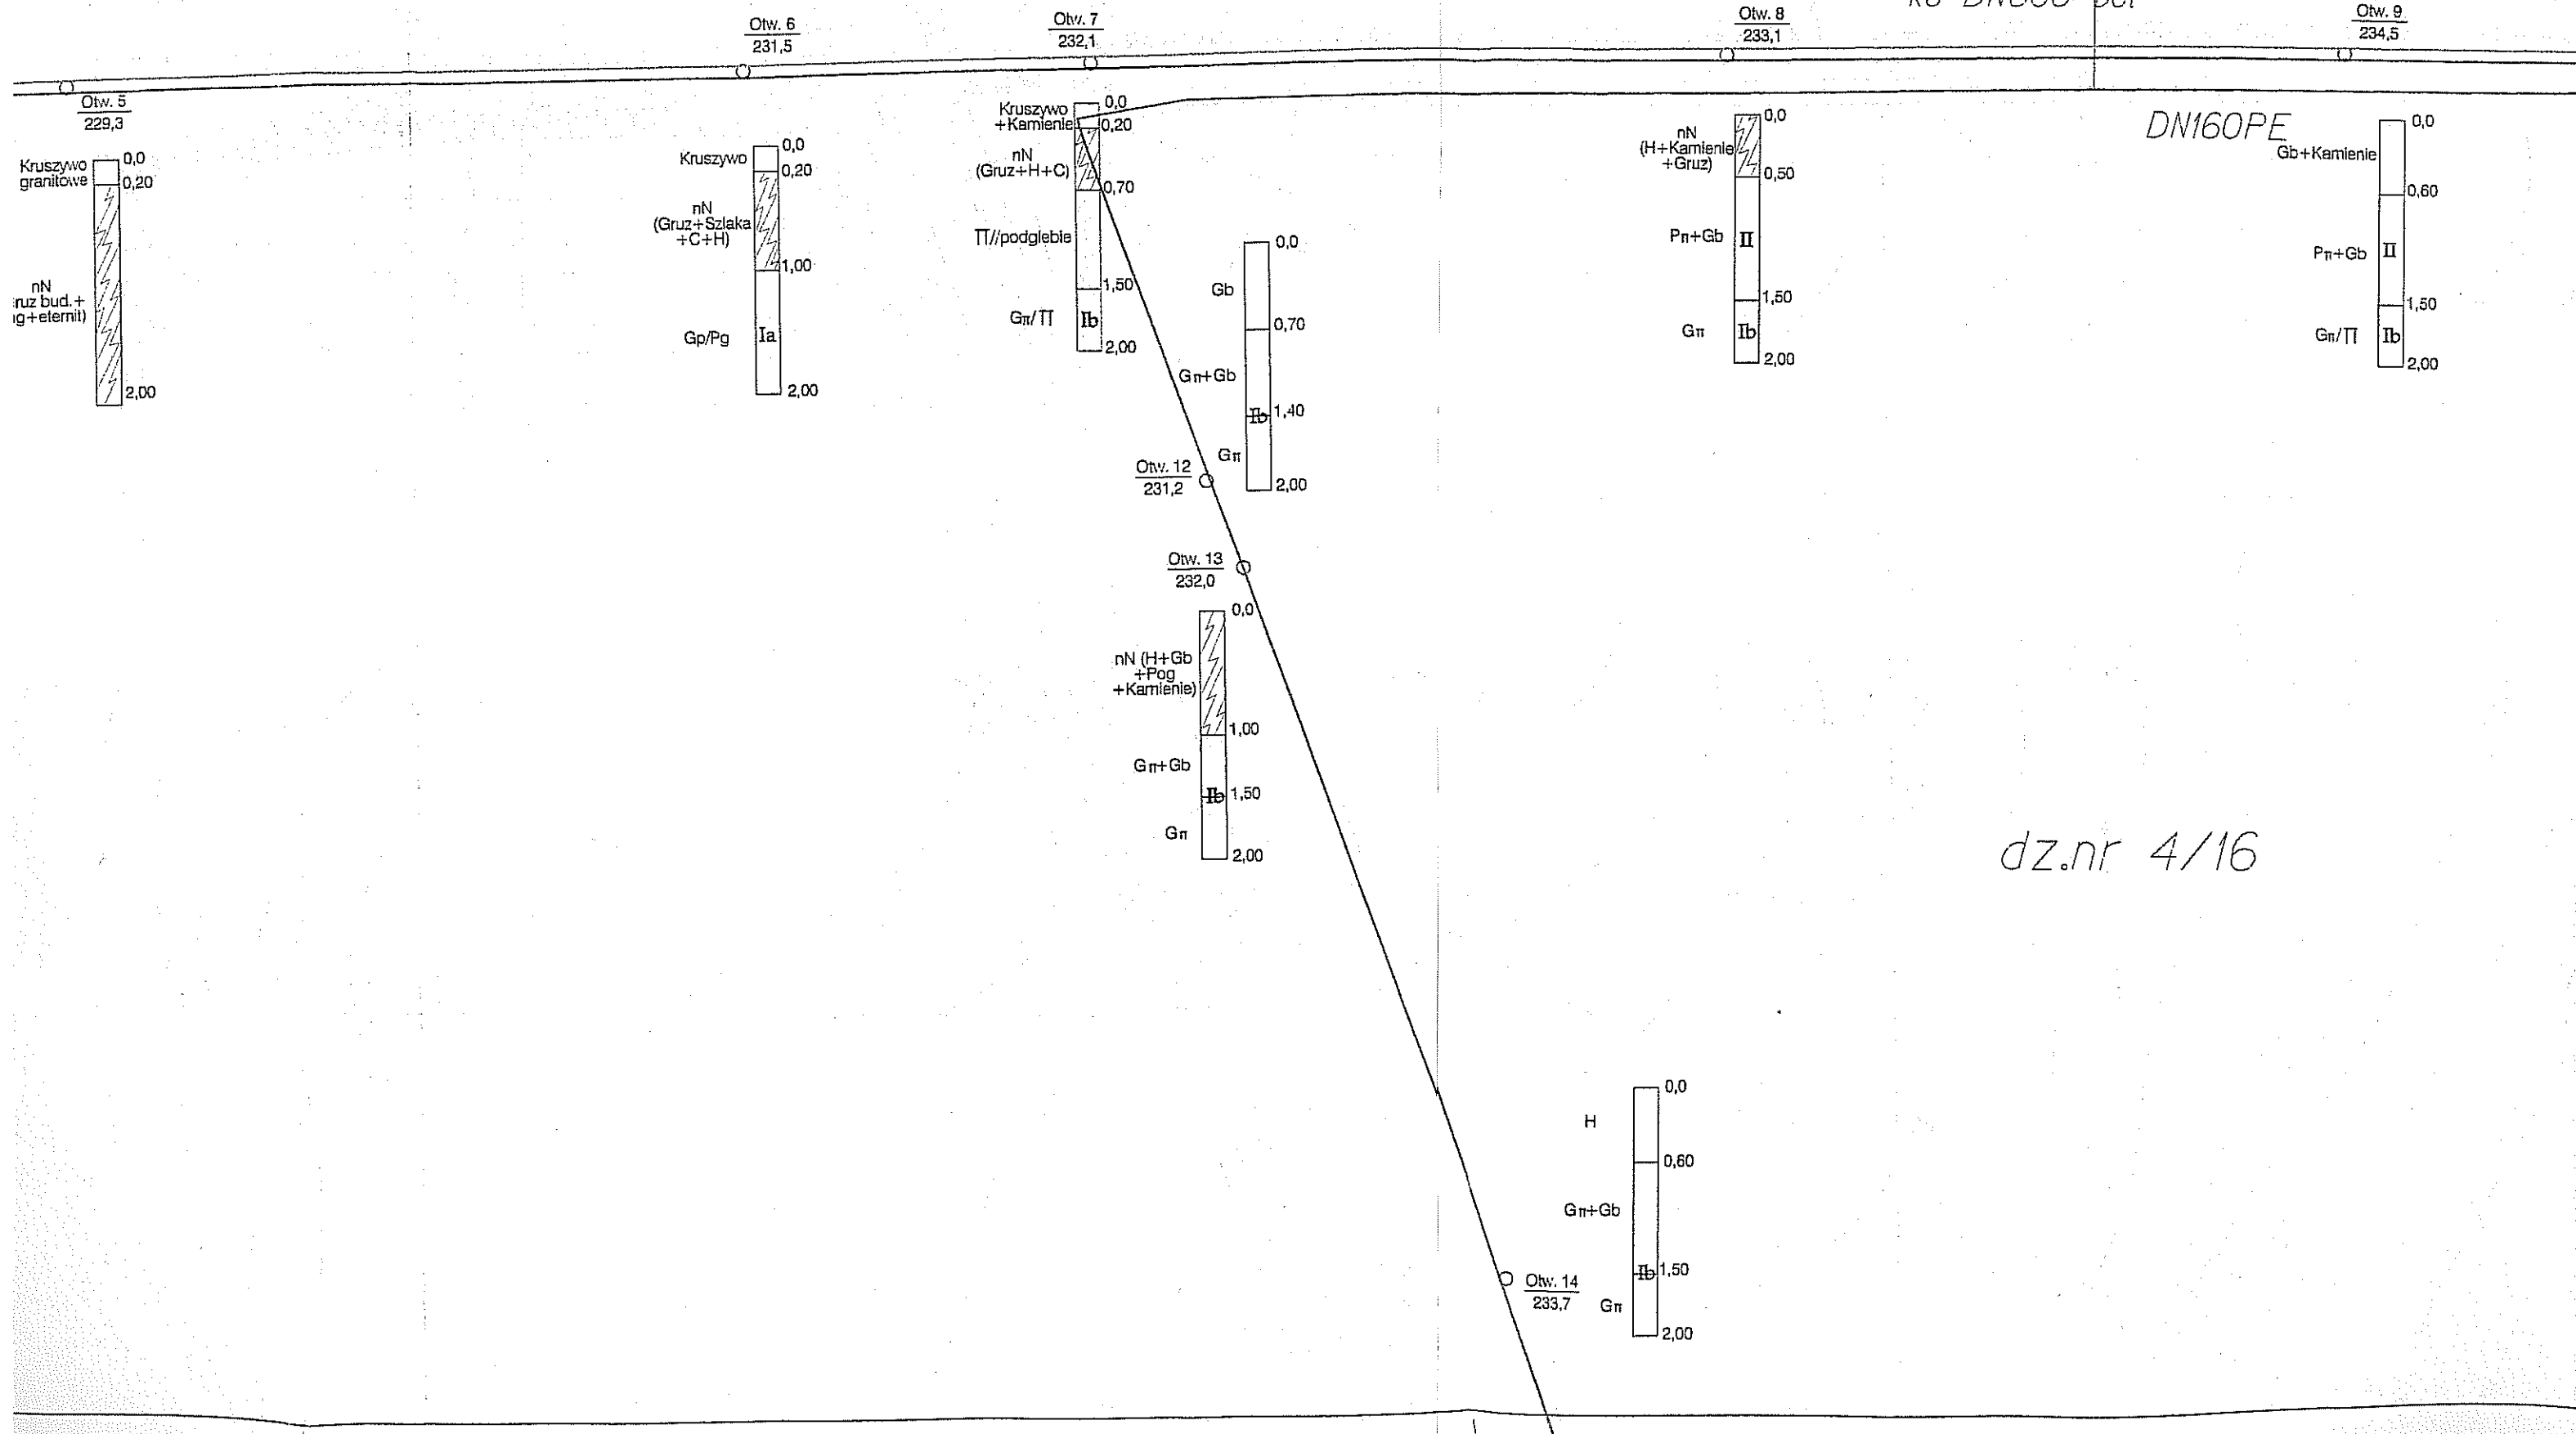 Otw. 5
229,3
Kruszywo
granitowe
0,0
0,20
nN
2,00
Otw. 6
231,5
Kruszywo
0,0
0,20
nN
(Gruz+Szlaka
+C+H)
1,00
Gp/Pg
Ia
2,00
Otw. 7
232,1
Kruszywo
+Kamienie
0,0
0,20
nN
(Gruz+H+C)
0,70
Π//podglebie
1,50
Gπ/Π
Ib
2,00
0,0
Gb
0,70
Gπ+Gb
Ib
1,40
Gπ
2,00
Otw. 12
231,2
Otw. 13
232,0
0,0
nN (H+Gb
+Pog
+Kamienie)
1,00
Gπ+Gb
Ib
1,50
Gπ
2,00
Otw. 8
233,1
0,0
nN
(H+Kamienie
+Gruz)
0,50
Pπ+Gb
II
1,50
Gπ
Ib
2,00
Otw. 9
234,5
DN160PE
0,0
Gb+Kamienie
0,60
Pπ+Gb
II
1,50
Gπ/Π
Ib
2,00
dz.nr 4/16
0,0
H
0,60
Gπ+Gb
Ib
1,50
Otw. 14
233,7
Gπ
2,00